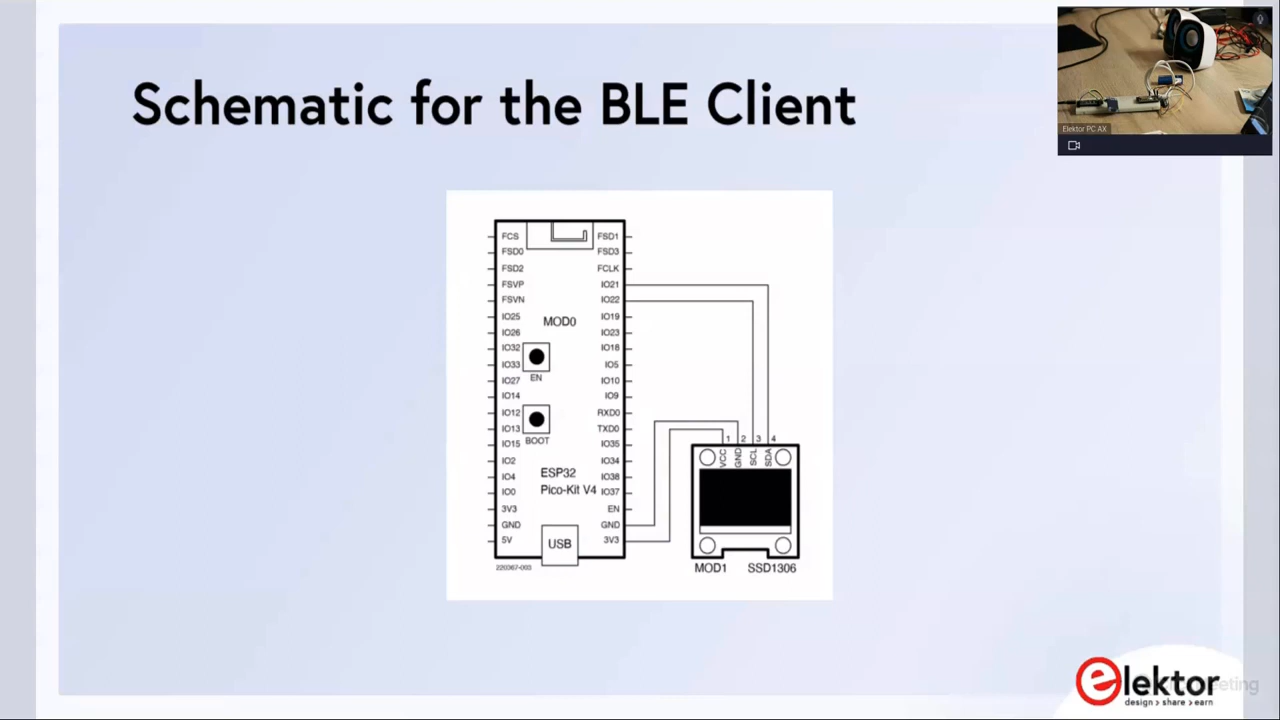 Schematic for the BLE Client
Elektor PC AX
FCS
FSD0
FSD2
FSVP
FSVN
IO25
IO26
IO32
IO33
IO27
IO14
IO12
IO13
IO15
IO2
IO4
IO0
3V3
GND
5V
FSD1
FSD3
FCLK
IO21
IO22
IO19
IO23
IO18
IO5
IO10
IO9
RXD0
TXD0
IO35
IO34
IO38
IO37
EN
GND
3V3
MOD0
EN
BOOT
ESP32
Pico-Kit V4
USB
220367-003
1 2 3 4
VCC
GND
SCL
SDA
MOD1 SSD1306
elektor
design > share > earn